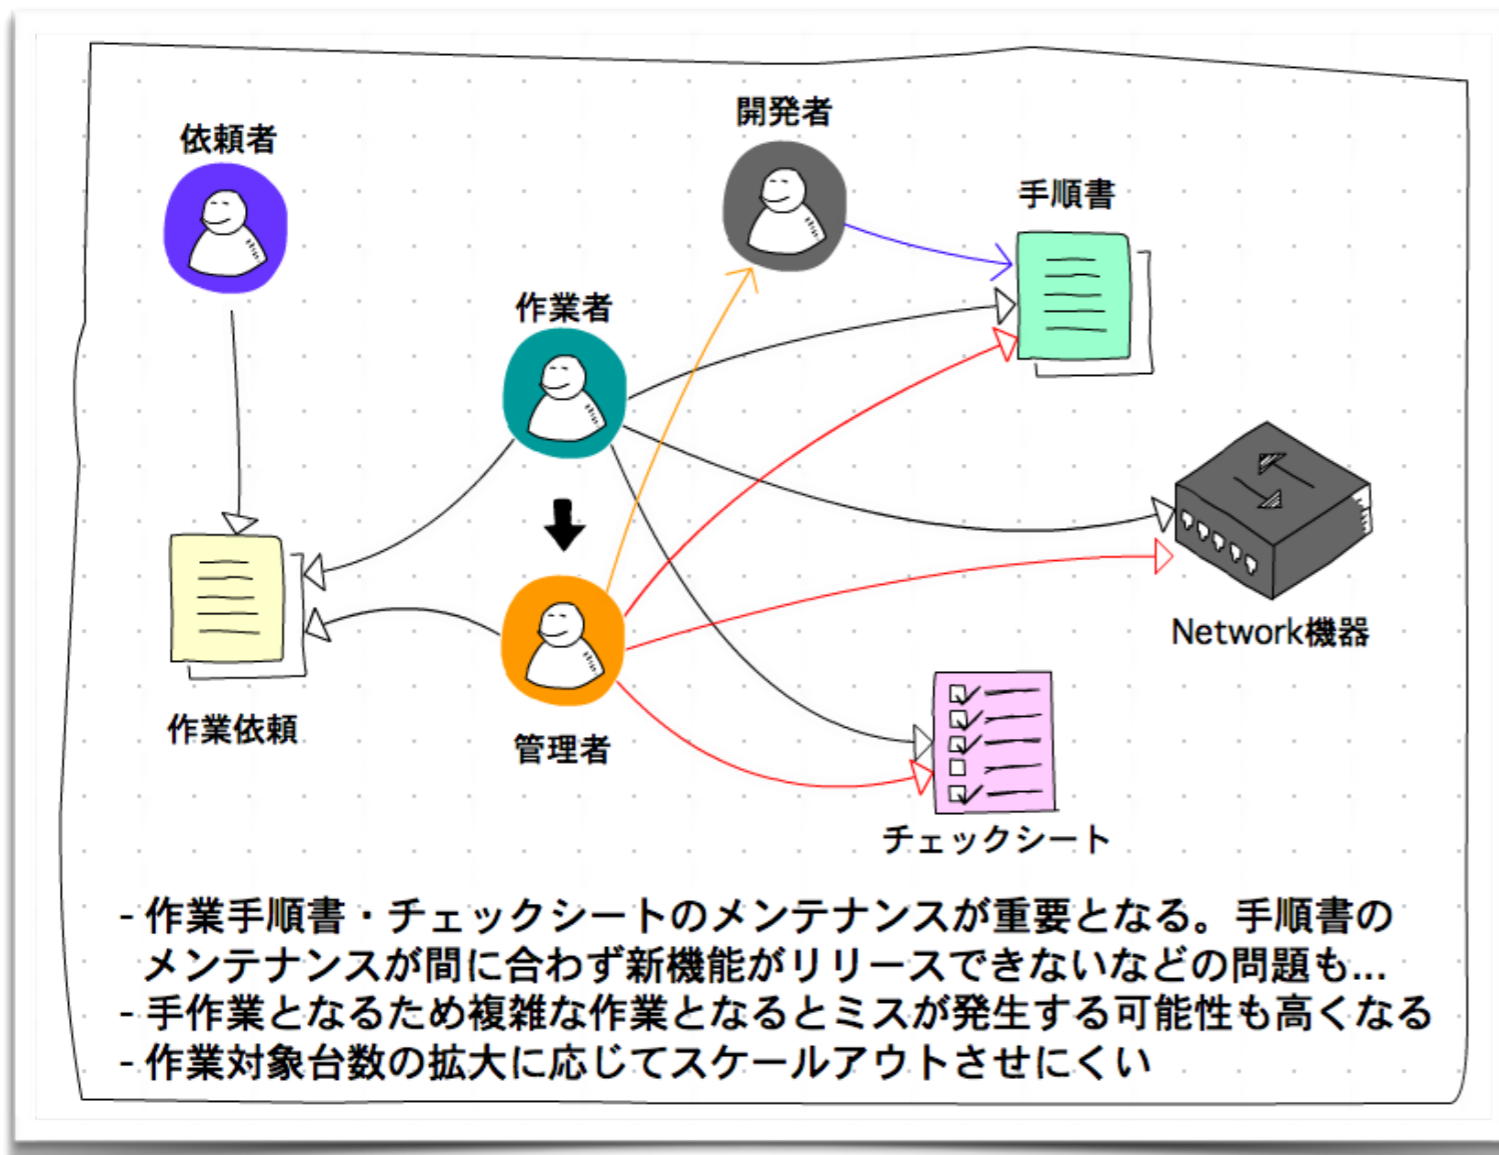 開発者
依頼者
手順書
作業者
Network機器
作業依頼
管理者
チェックシート
- 作業手順書・チェックシートのメンテナンスが重要となる。手順書の
メンテナンスが間に合わず新機能がリリースできないなどの問題も...
- 手作業となるため複雑な作業となるとミスが発生する可能性も高くなる
- 作業対象台数の拡大に応じてスケールアウトさせにくい